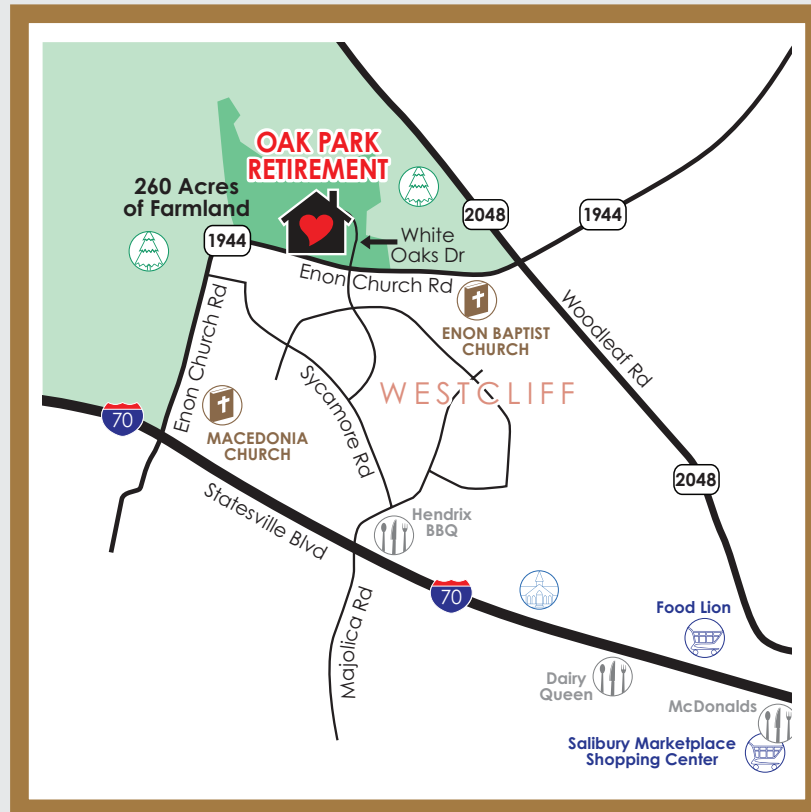 OAK PARK
RETIREMENT
260 Acres
of Farmland
1944
2048
1944
White
Oaks Dr
Enon Church Rd
ENON BAPTIST
CHURCH
Woodleaf Rd
Enon Church Rd
Sycamore Rd
WESTCLIFF
70
MACEDONIA
CHURCH
2048
Statesville Blvd
Hendrix
BBQ
70
Majolica Rd
Food Lion
Dairy
Queen
McDonalds
Salibury Marketplace
Shopping Center